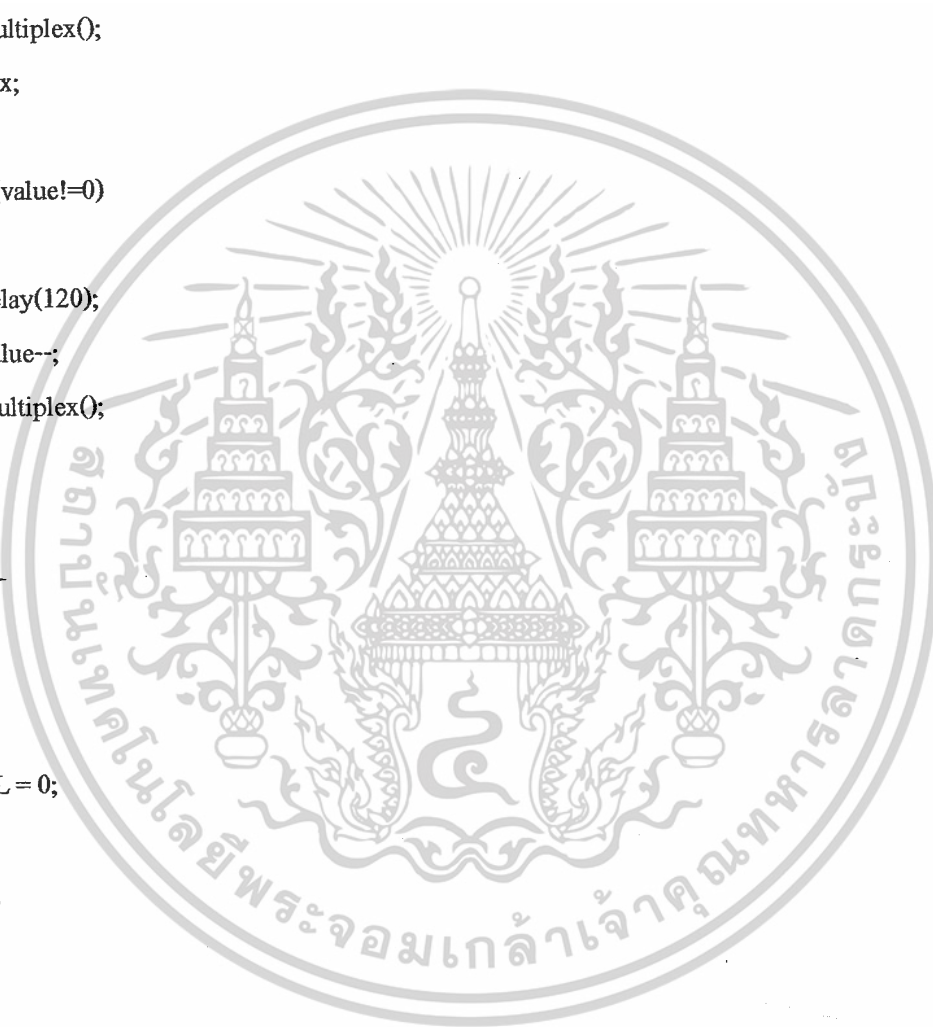 ultiplex();
x;
value!=0)
lay(120);
lue--;
ultiplex();
L = 0;
สถาบันเทคโนโลยีพระจอมเกล้าเจ้าคุณทหารลาดกระบัง
๔